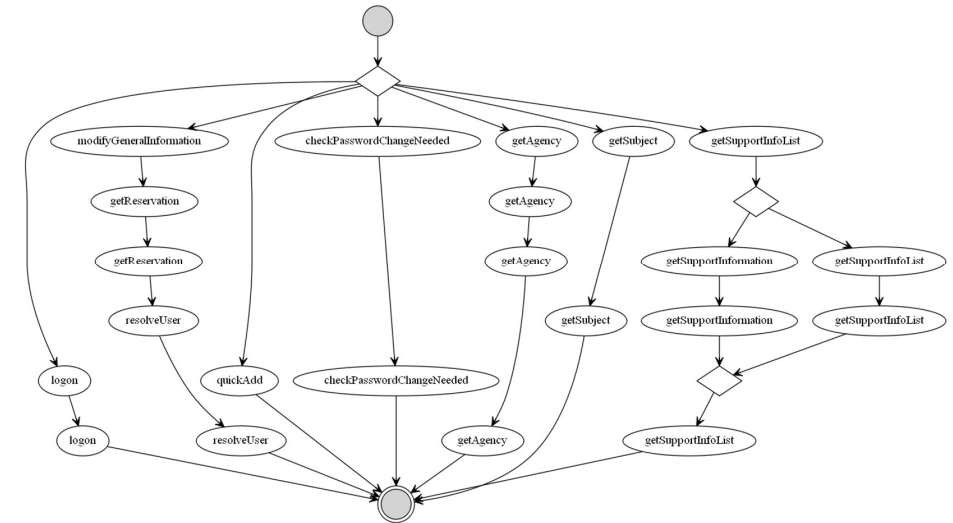 modifyGeneralInformation
checkPasswordChangeNeeded
getAgency
getSubject
getSupportInfoList
getReservation
getAgency
getReservation
getAgency
getSupportInformation
getSupportInfoList
resolveUser
getSubject
getSupportInformation
getSupportInfoList
logon
quickAdd
checkPasswordChangeNeeded
logon
resolveUser
getAgency
getSupportInfoList